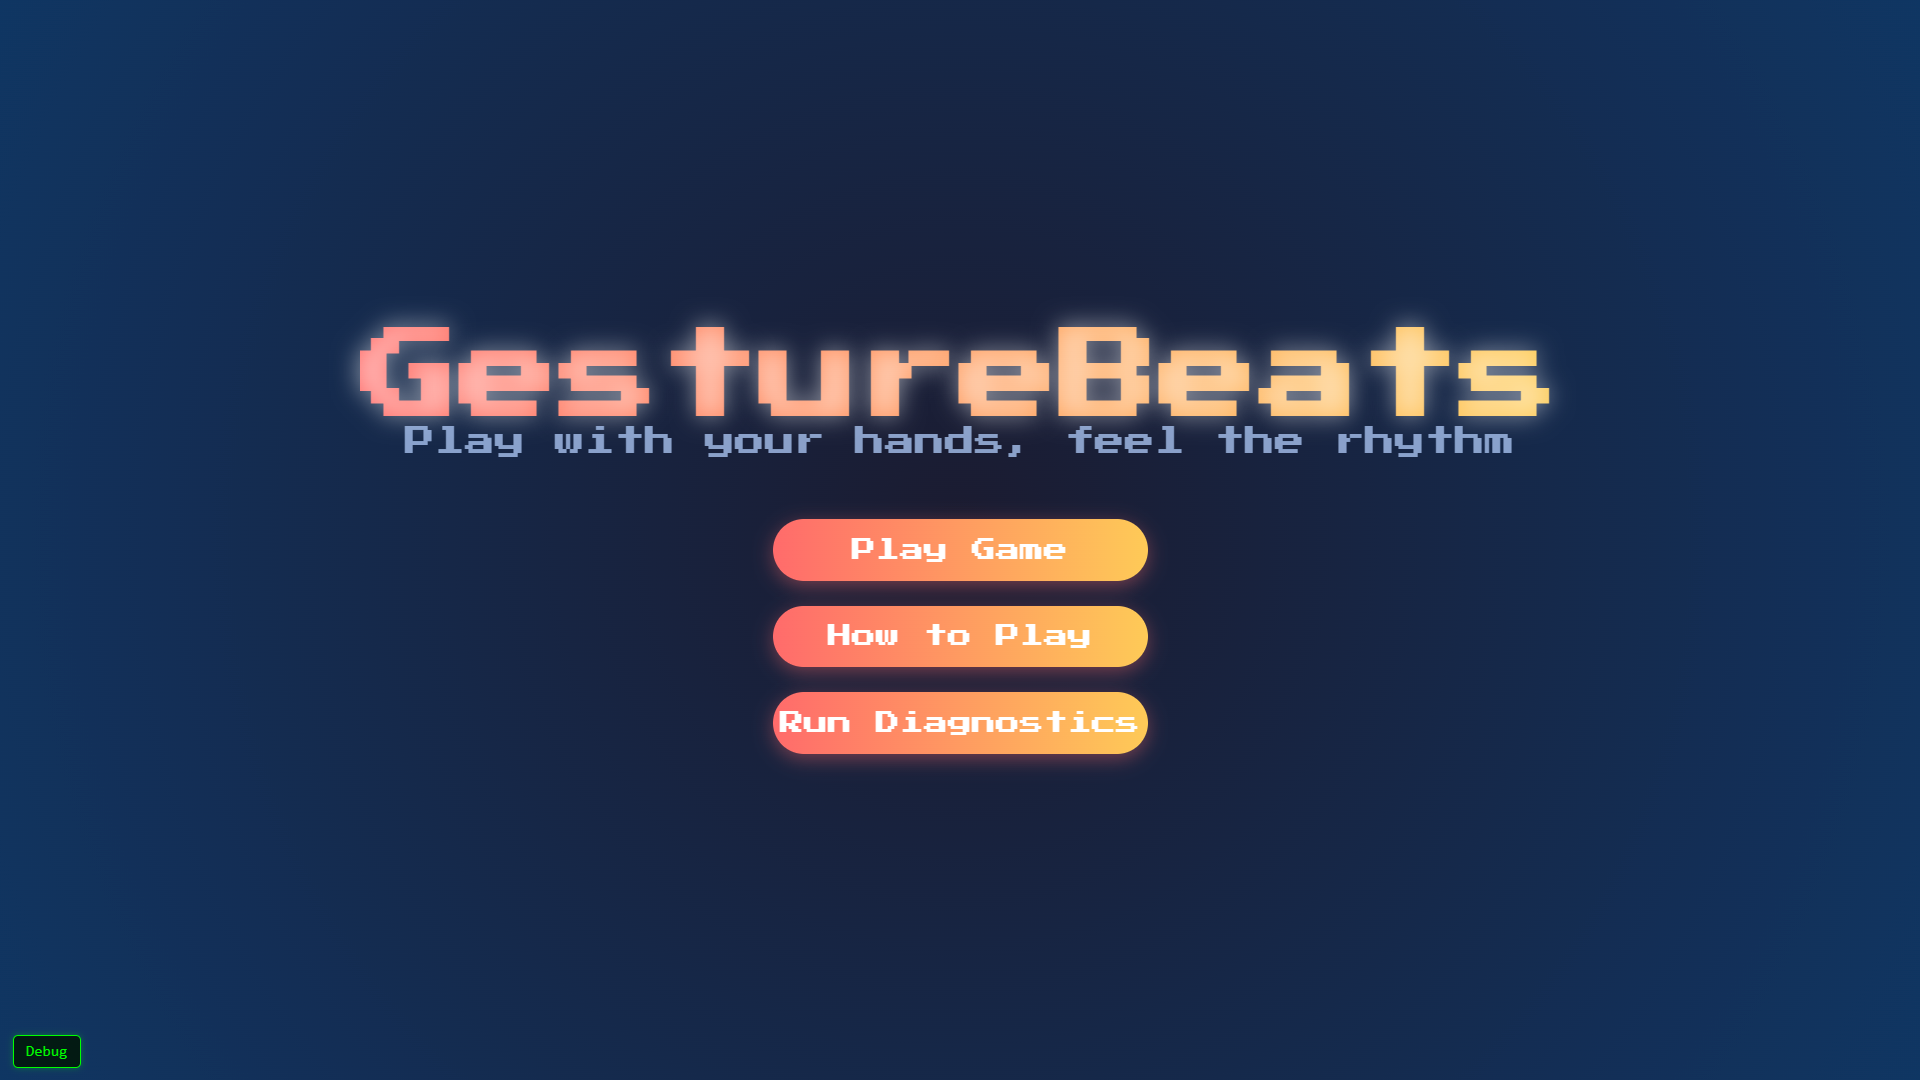 GestureBeats
Play with your hands, feel the rhythm
Play Game
How to Play
Run Diagnostics
Debug